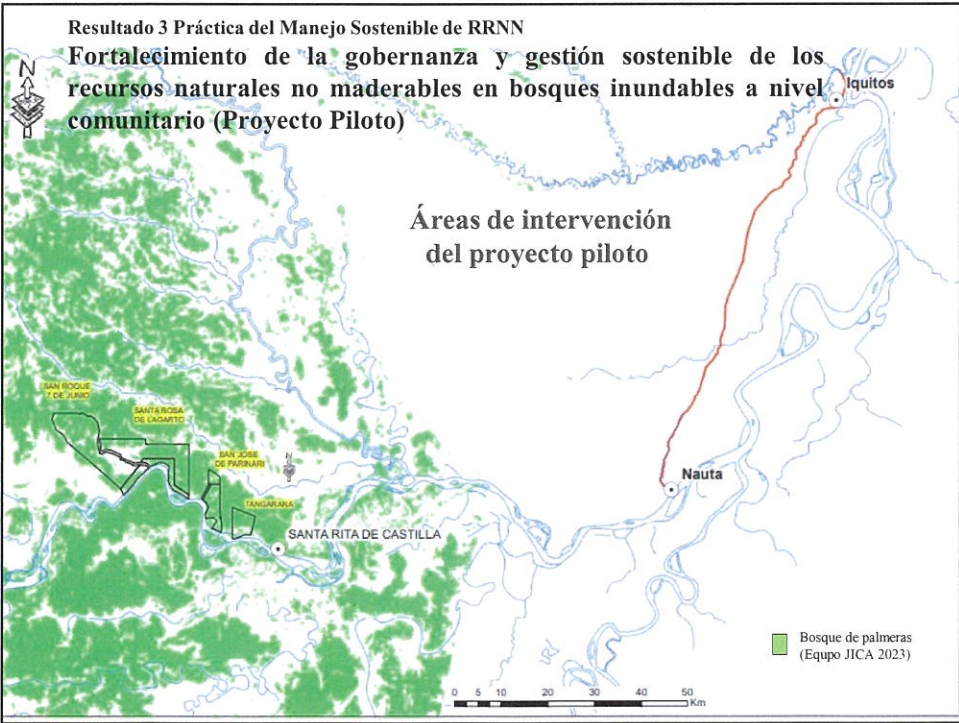 Resultado 3 Práctica del Manejo Sostenible de RRNN
Fortalecimiento de la gobernanza y gestión sostenible de los
recursos naturales no maderables en bosques inundables a nivel
comunitario (Proyecto Piloto)
N
Iquitos
Áreas de intervención
del proyecto piloto
SAN ROQUE
7 DE JUNIO
SANTA ROSA
DE LAGARTO
SAN JOSE
DE PARINARI
N
TANGARANA
Nauta
SANTA RITA DE CASTILLA
Bosque de palmeras
(Equpo JICA 2023)
0 5 10 20 30 40 50
Km